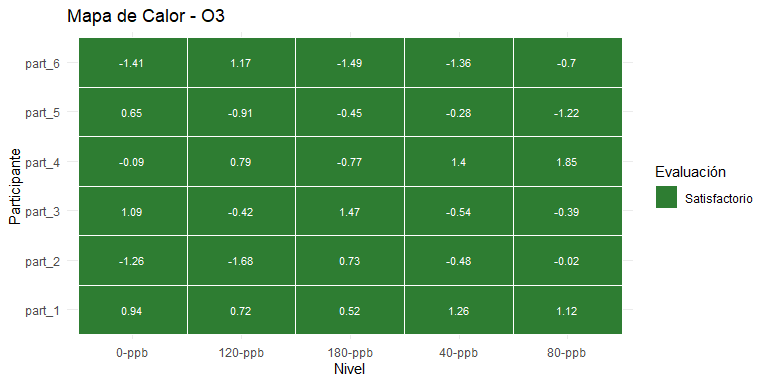 Mapa de Calor - O3
part_6 -1.41 1.17 -1.49 -1.36 -0.7
part_5 0.65 -0.91 -0.45 -0.28 -1.22
part_4 -0.09 0.79 -0.77 1.4 1.85
part_3 1.09 -0.42 1.47 -0.54 -0.39
part_2 -1.26 -1.68 0.73 -0.48 -0.02
part_1 0.94 0.72 0.52 1.26 1.12
0-ppb 120-ppb 180-ppb 40-ppb 80-ppb
Nivel
Participante
Evaluación
Satisfactorio